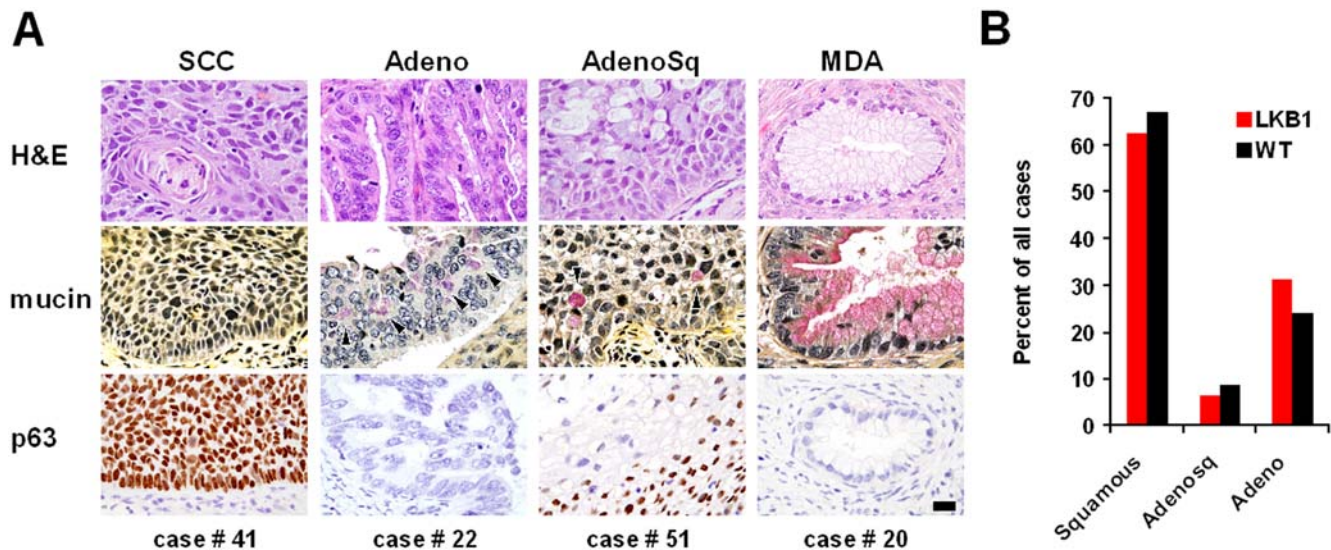 A
SCC Adeno AdenoSq MDA
H&E
mucin
p63
case # 41 case # 22 case # 51 case # 20
B
Percent of all cases
70
60
50
40
30
20
10
0
LKB1
WT
Squamous
Adenosq
Adeno